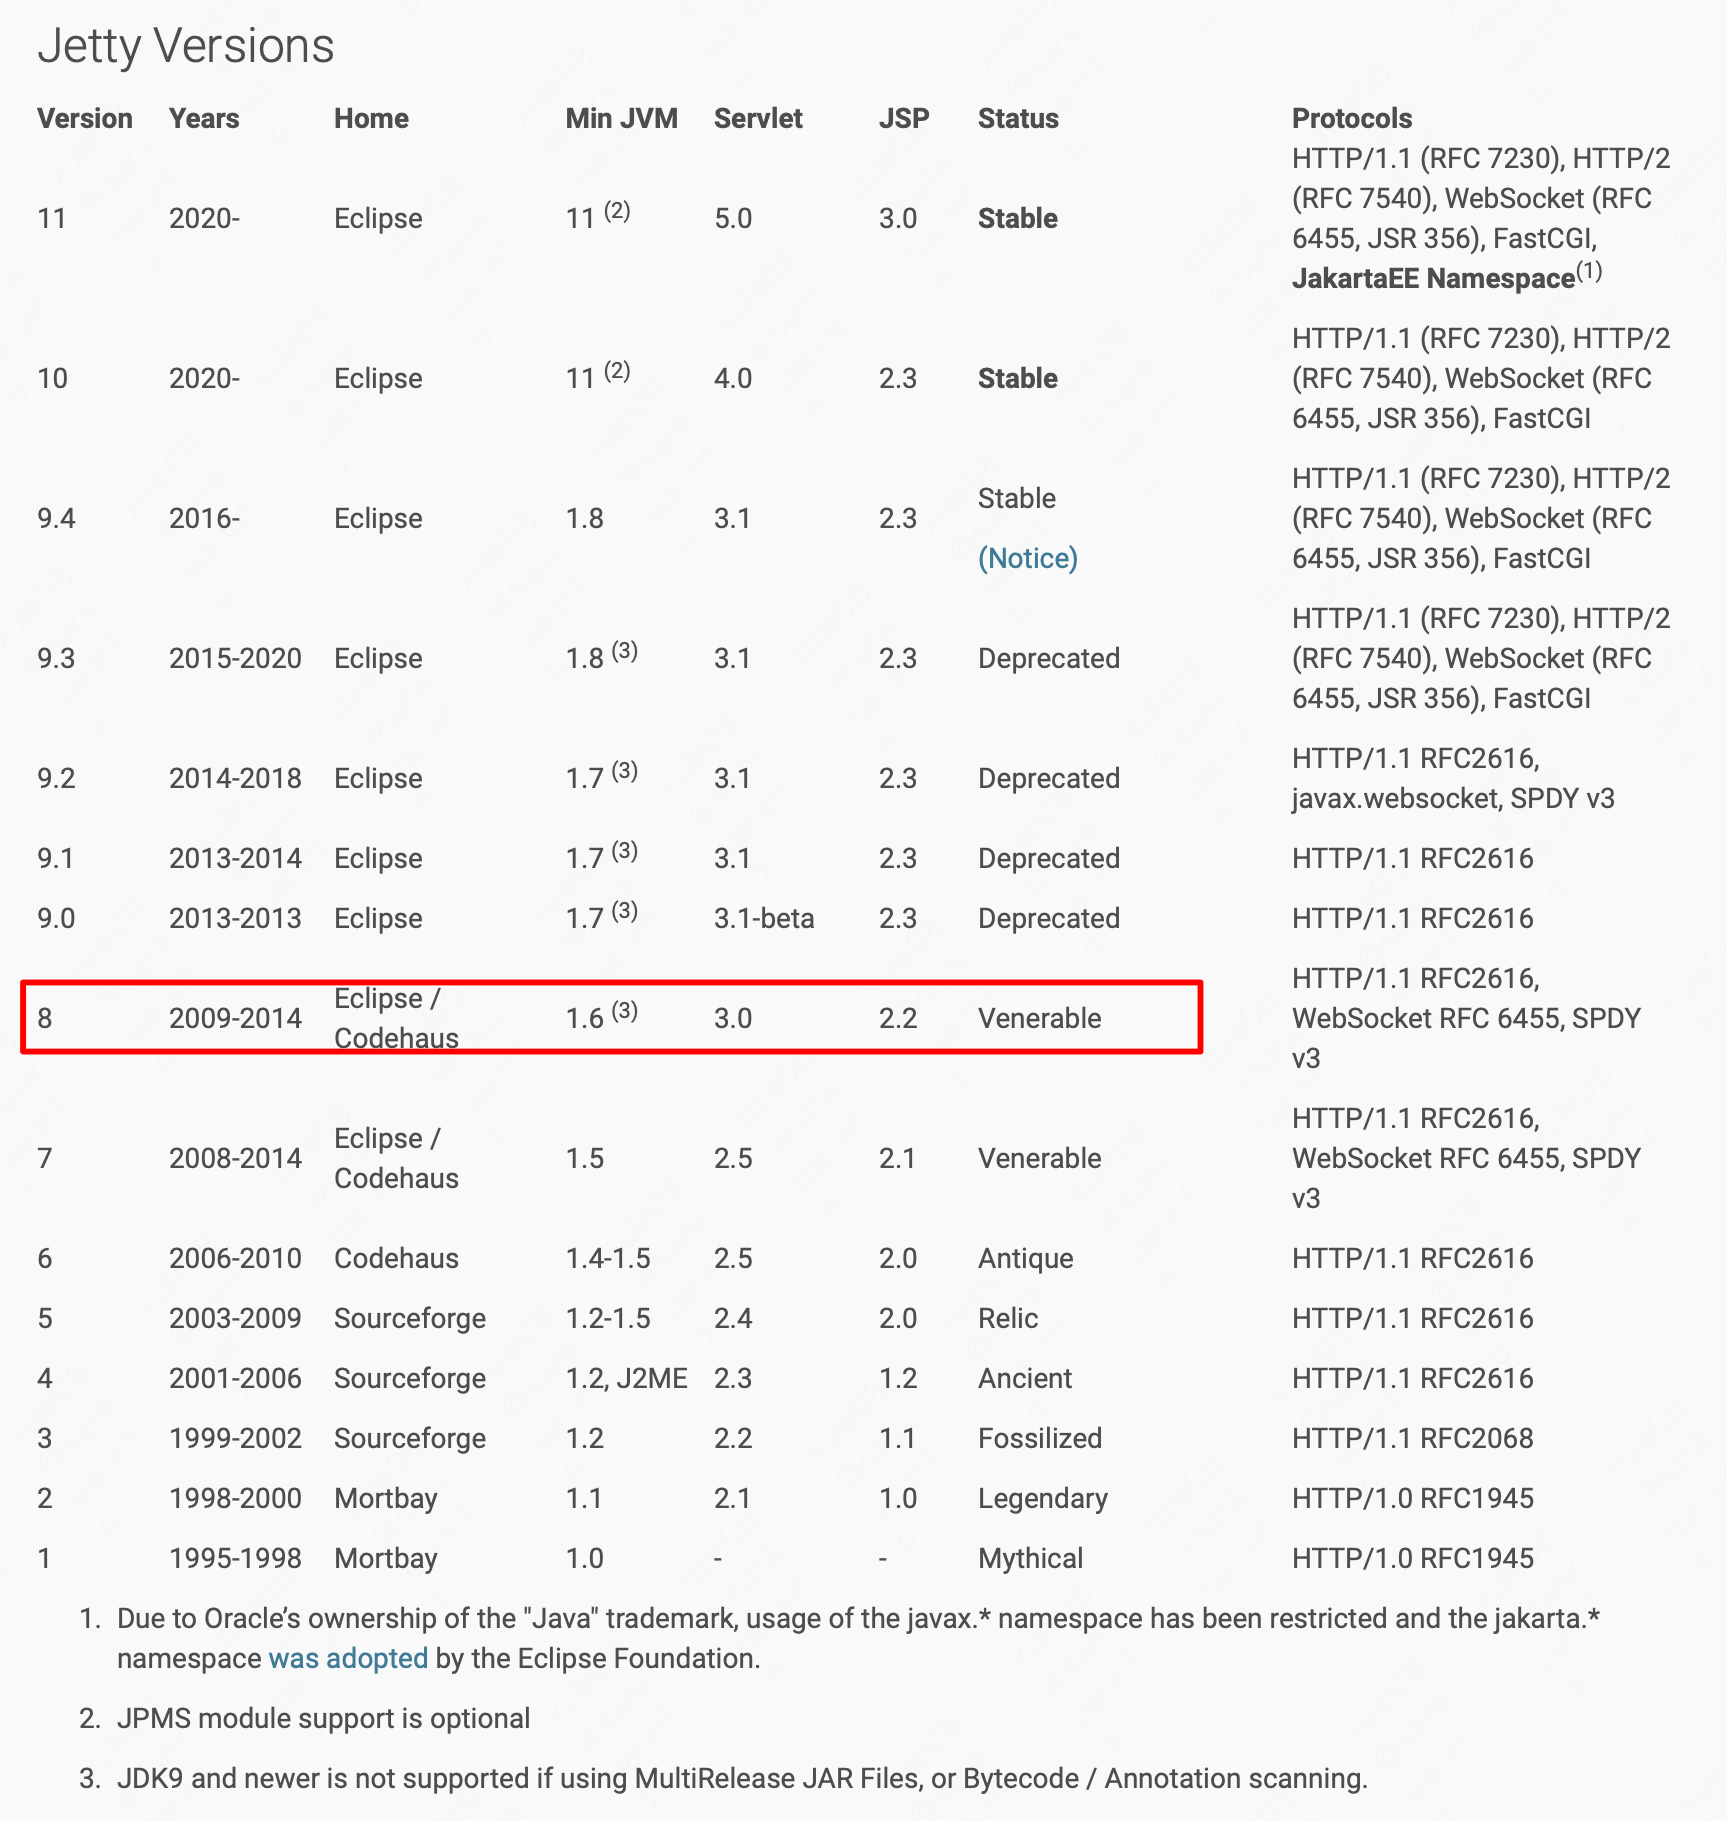 Jetty Versions
Version Years Home Min JVM Servlet JSP Status Protocols
11 2020- Eclipse 11 (2) 5.0 3.0 Stable HTTP/1.1 (RFC 7230), HTTP/2
(RFC 7540), WebSocket (RFC
6455, JSR 356), FastCGI,
JakartaEE Namespace(1)
10 2020- Eclipse 11 (2) 4.0 2.3 Stable HTTP/1.1 (RFC 7230), HTTP/2
(RFC 7540), WebSocket (RFC
6455, JSR 356), FastCGI
9.4 2016- Eclipse 1.8 3.1 2.3 Stable
(Notice)
HTTP/1.1 (RFC 7230), HTTP/2
(RFC 7540), WebSocket (RFC
6455, JSR 356), FastCGI
9.3 2015-2020 Eclipse 1.8 (3) 3.1 2.3 Deprecated HTTP/1.1 (RFC 7230), HTTP/2
(RFC 7540), WebSocket (RFC
6455, JSR 356), FastCGI
9.2 2014-2018 Eclipse 1.7 (3) 3.1 2.3 Deprecated HTTP/1.1 RFC2616,
javax.websocket, SPDY v3
9.1 2013-2014 Eclipse 1.7 (3) 3.1 2.3 Deprecated HTTP/1.1 RFC2616
9.0 2013-2013 Eclipse 1.7 (3) 3.1-beta 2.3 Deprecated HTTP/1.1 RFC2616
8 2009-2014 Eclipse /
Codehaus
1.6 (3) 3.0 2.2 Venerable HTTP/1.1 RFC2616,
WebSocket RFC 6455, SPDY
v3
7 2008-2014 Eclipse /
Codehaus
1.5 2.5 2.1 Venerable HTTP/1.1 RFC2616,
WebSocket RFC 6455, SPDY
v3
6 2006-2010 Codehaus 1.4-1.5 2.5 2.0 Antique HTTP/1.1 RFC2616
5 2003-2009 Sourceforge 1.2-1.5 2.4 2.0 Relic HTTP/1.1 RFC2616
4 2001-2006 Sourceforge 1.2, J2ME 2.3 1.2 Ancient HTTP/1.1 RFC2616
3 1999-2002 Sourceforge 1.2 2.2 1.1 Fossilized HTTP/1.1 RFC2068
2 1998-2000 Mortbay 1.1 2.1 1.0 Legendary HTTP/1.0 RFC1945
1 1995-1998 Mortbay 1.0 - - Mythical HTTP/1.0 RFC1945
1. Due to Oracle’s ownership of the "Java" trademark, usage of the javax.* namespace has been restricted and the jakarta.*
namespace was adopted by the Eclipse Foundation.
2. JPMS module support is optional
3. JDK9 and newer is not supported if using MultiRelease JAR Files, or Bytecode / Annotation scanning.